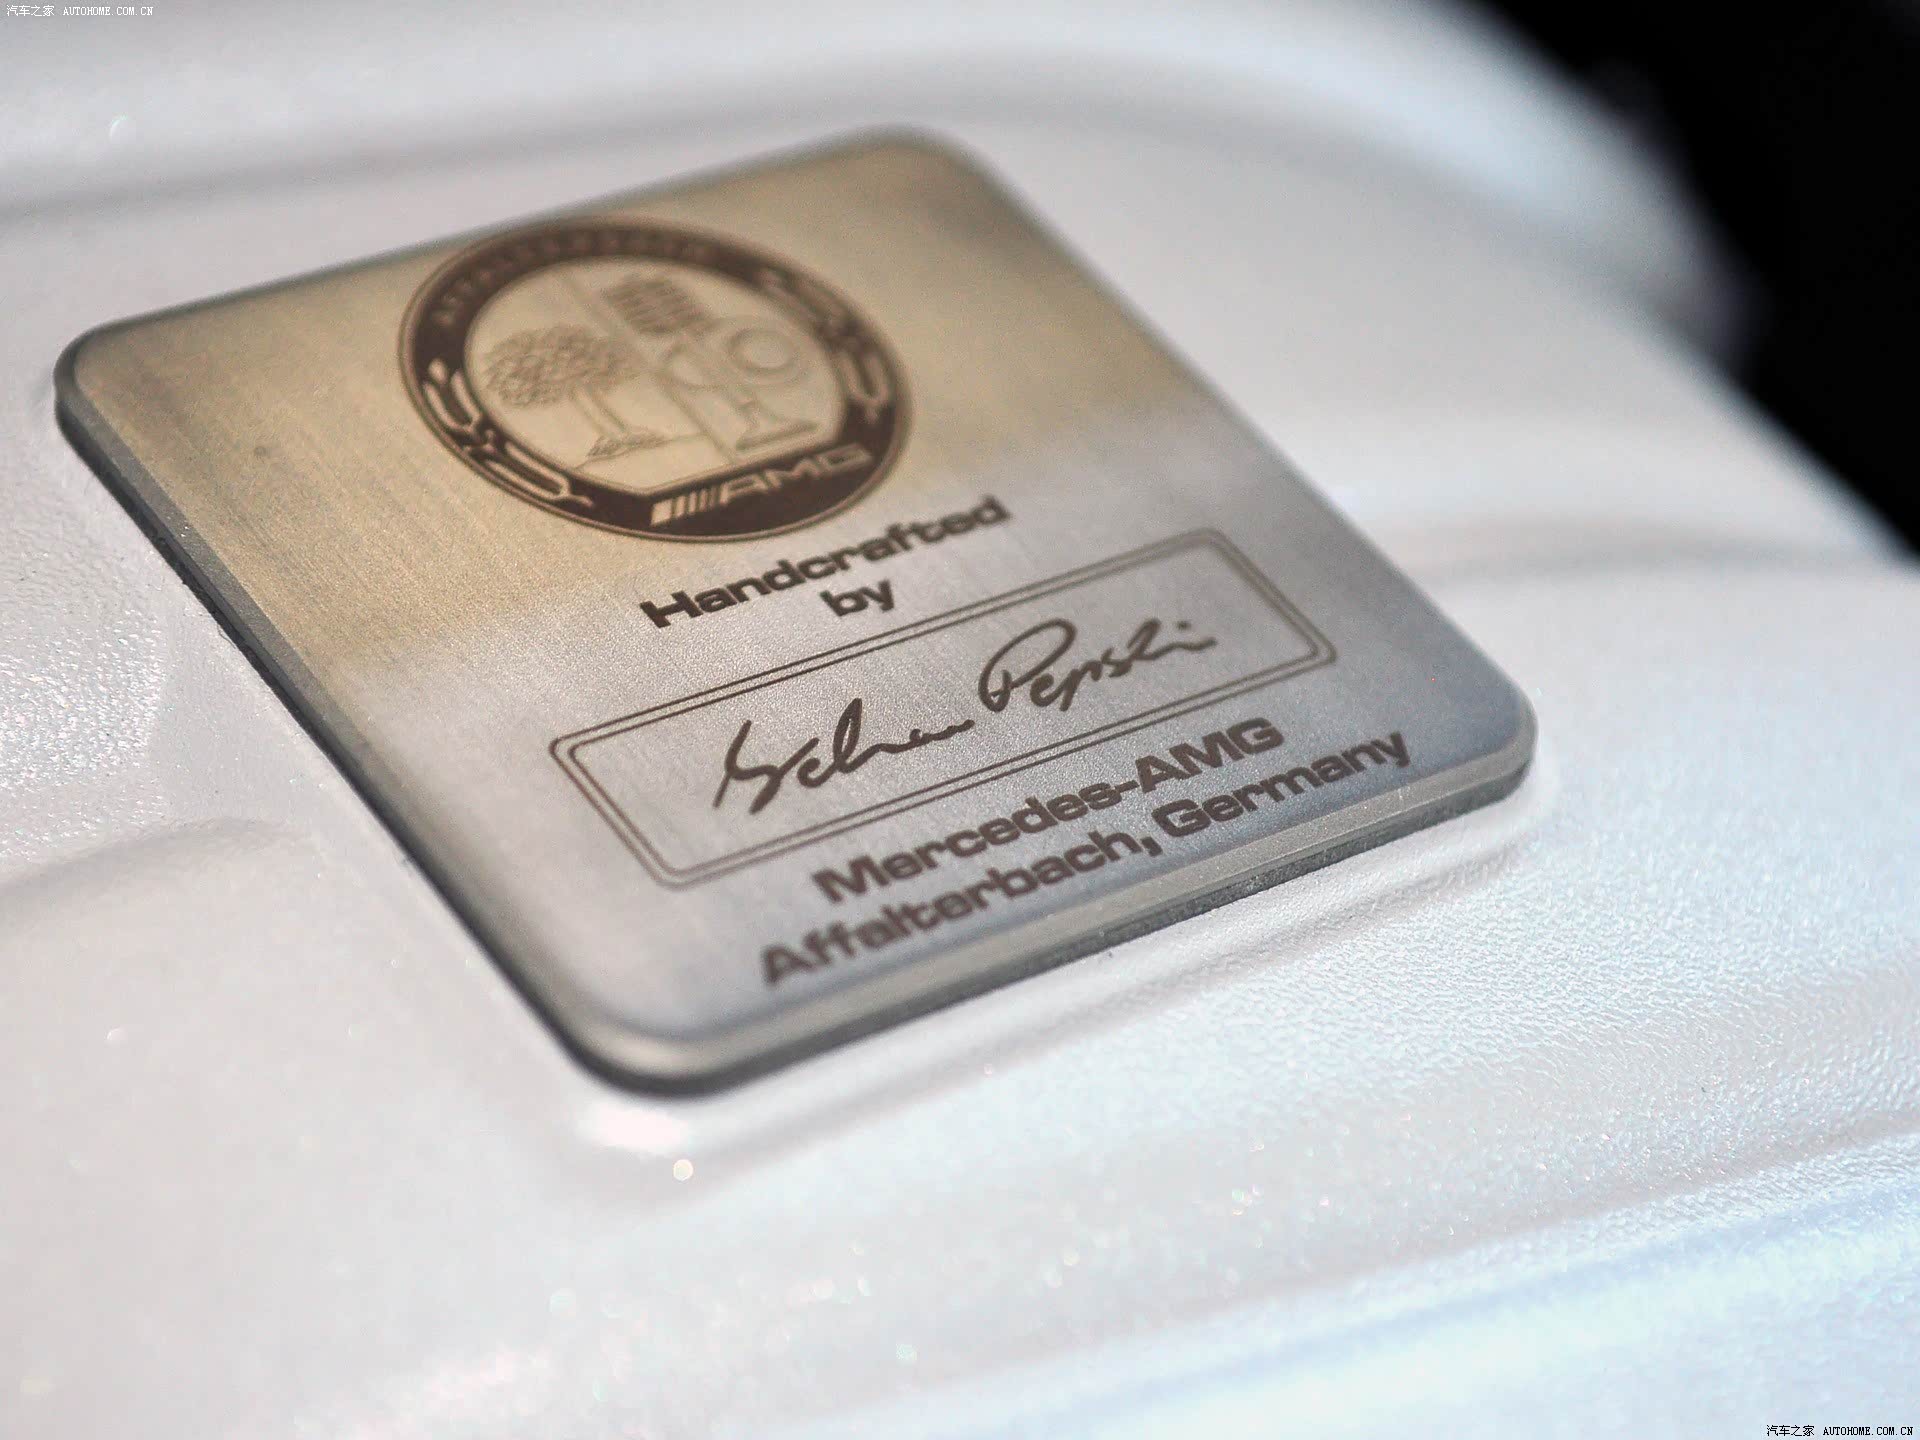 汽车之家 AUTOHOME.COM.CN
AFFALTERBACH
AMG
Handcrafted
by
Mercedes-AMG
Affalterbach, Germany
汽车之家 AUTOHOME.COM.CN